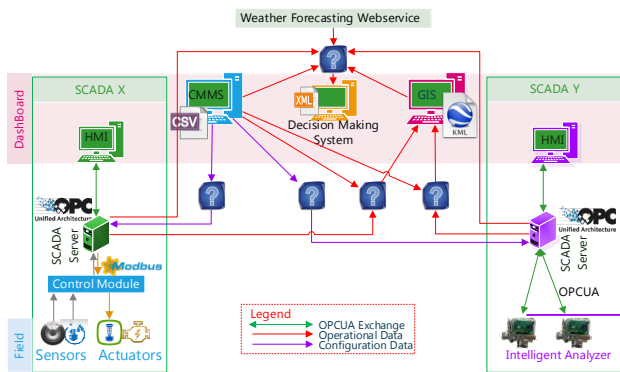 Weather Forecasting Webservice
?
SCADA X
SCADA Y
DashBoard
CMMS
CSV
XML
GIS
KML
Decision Making
System
HMI
HMI
?
?
?
?
OPC
Unified Architecture
OPC
Unified Architecture
SCADA
Server
SCADA
Server
Modbus
Control Module
OPCUA
Legend
OPCUA Exchange
Operational Data
Configuration Data
Field
Sensors
Actuators
Intelligent Analyzer